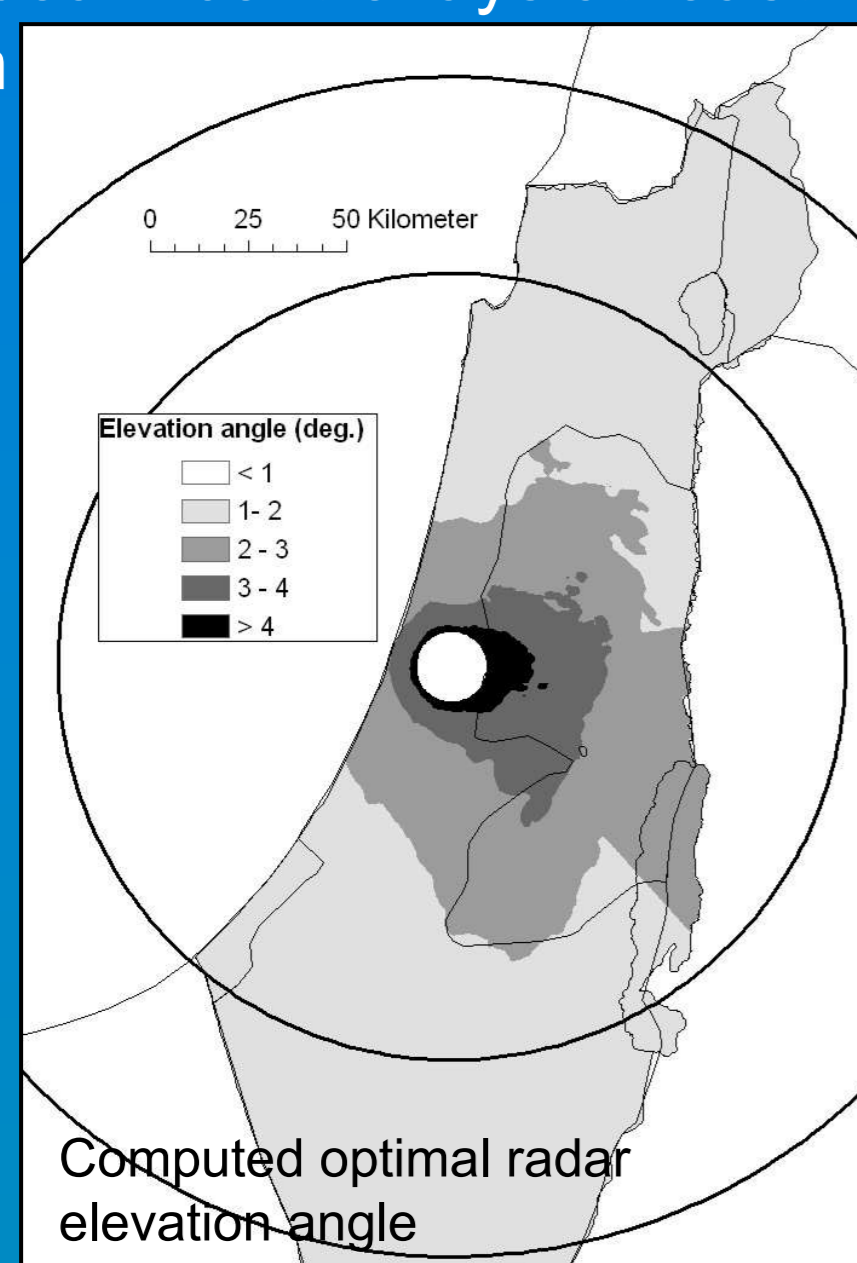 0 25 50 Kilometer
Elevation angle (deg.)
< 1
1- 2
2 - 3
3 - 4
> 4
Computed optimal radar
elevation angle